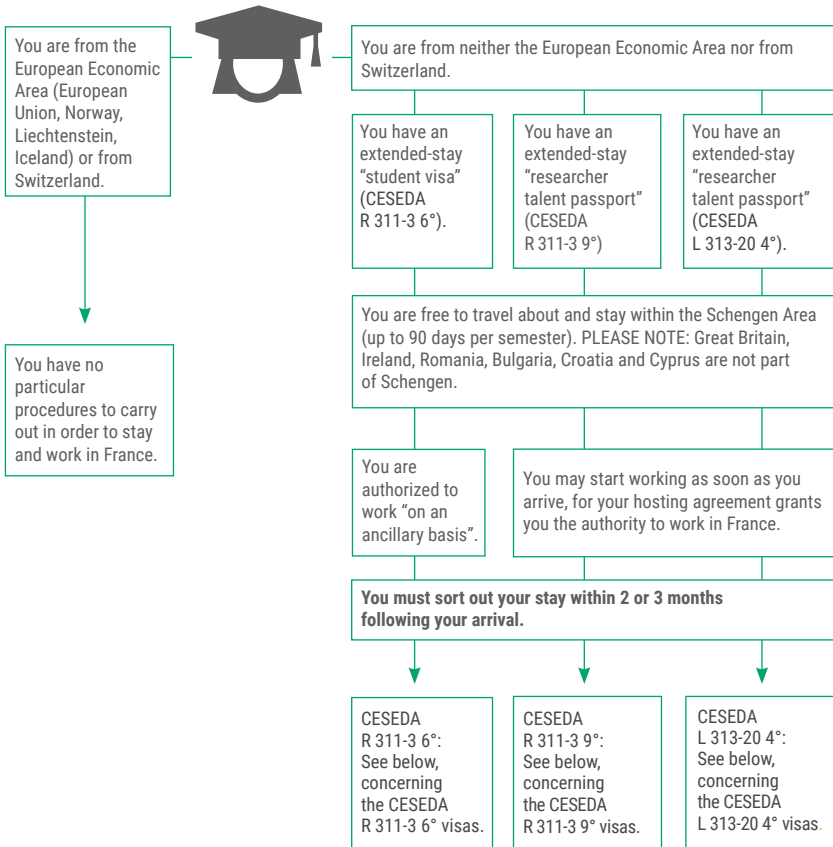 You are from the
European Economic
Area (European
Union, Norway,
Liechtenstein,
Iceland) or from
Switzerland.
You are from neither the European Economic Area nor from
Switzerland.
You have an
extended-stay
“student visa”
(CESEDA
R 311-3 6°).
You have an
extended-stay
“researcher
talent passport”
(CESEDA
R 311-3 9°)
You have an
extended-stay
“researcher
talent passport”
(CESEDA
L 313-20 4°).
You are free to travel about and stay within the Schengen Area
(up to 90 days per semester). PLEASE NOTE: Great Britain,
Ireland, Romania, Bulgaria, Croatia and Cyprus are not part
of Schengen.
You have no
particular
procedures to carry
out in order to stay
and work in France.
You are
authorized to
work “on an
ancillary basis”.
You may start working as soon as you
arrive, for your hosting agreement grants
you the authority to work in France.
You must sort out your stay within 2 or 3 months
following your arrival.
CESEDA
R 311-3 6°:
See below,
concerning
the CESEDA
R 311-3 6° visas.
CESEDA
R 311-3 9°:
See below,
concerning
the CESEDA
R 311-3 9° visas.
CESEDA
L 313-20 4°:
See below,
concerning
the CESEDA
L 313-20 4° visas.